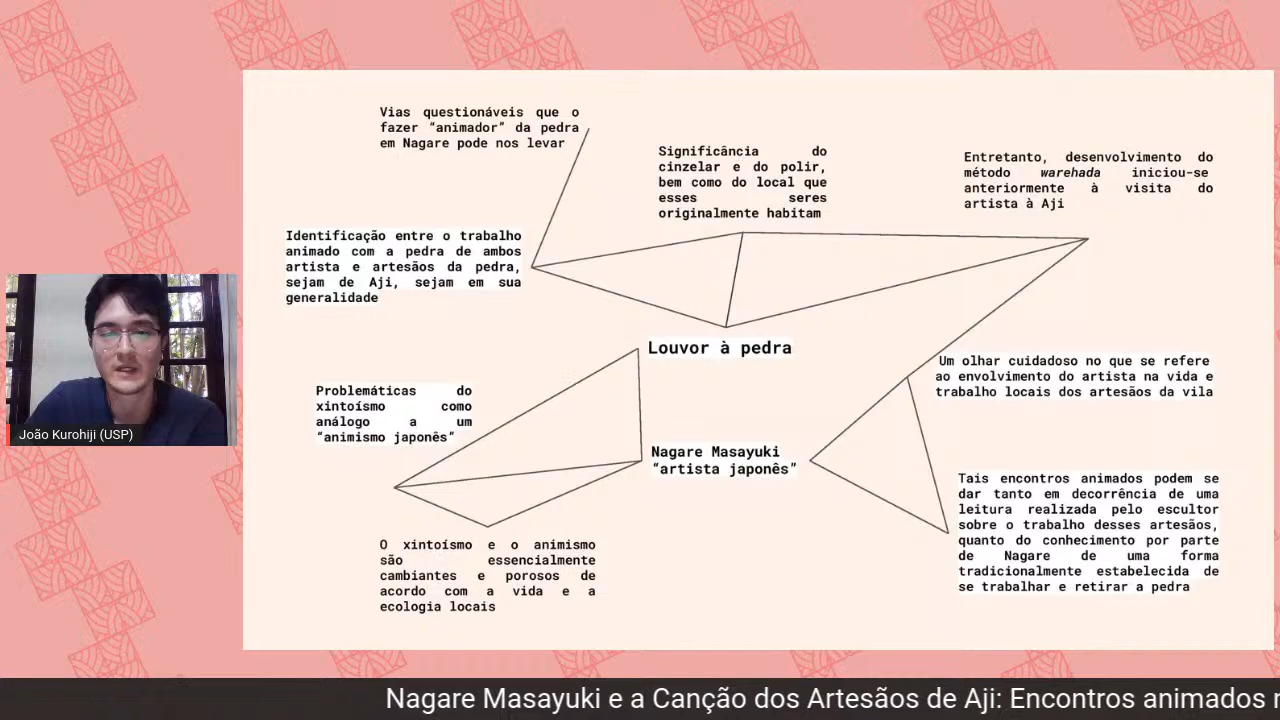 Vias questionáveis que o
fazer “animador” da pedra
em Nagare pode nos levar
Significância do
cinzelar e do polir,
bem como do local que
esses seres
originalmente habitam
Entretanto, desenvolvimento do
método warehada iniciou-se
anteriormente à visita do
artista à Aji
Identificação entre o trabalho
animado com a pedra de ambos
artista e artesãos da pedra,
sejam de Aji, sejam em sua
generalidade
Louvor à pedra
Um olhar cuidadoso no que se refere
ao envolvimento do artista na vida e
trabalho locais dos artesãos da vila
Problemáticas do
xintoísmo como
análogo a um
“animismo japonês”
Nagare Masayuki
“artista japonês”
Tais encontros animados podem se
dar tanto em decorrência de uma
leitura realizada pelo escultor
sobre o trabalho desses artesãos,
quanto do conhecimento por parte
de Nagare de uma forma
tradicionalmente estabelecida de
se trabalhar e retirar a pedra
O xintoísmo e o animismo
são essencialmente
cambiantes e porosos de
acordo com a vida e a
ecologia locais
João Kurohiji (USP)
Nagare Masayuki e a Canção dos Artesãos de Aji: Encontros animados